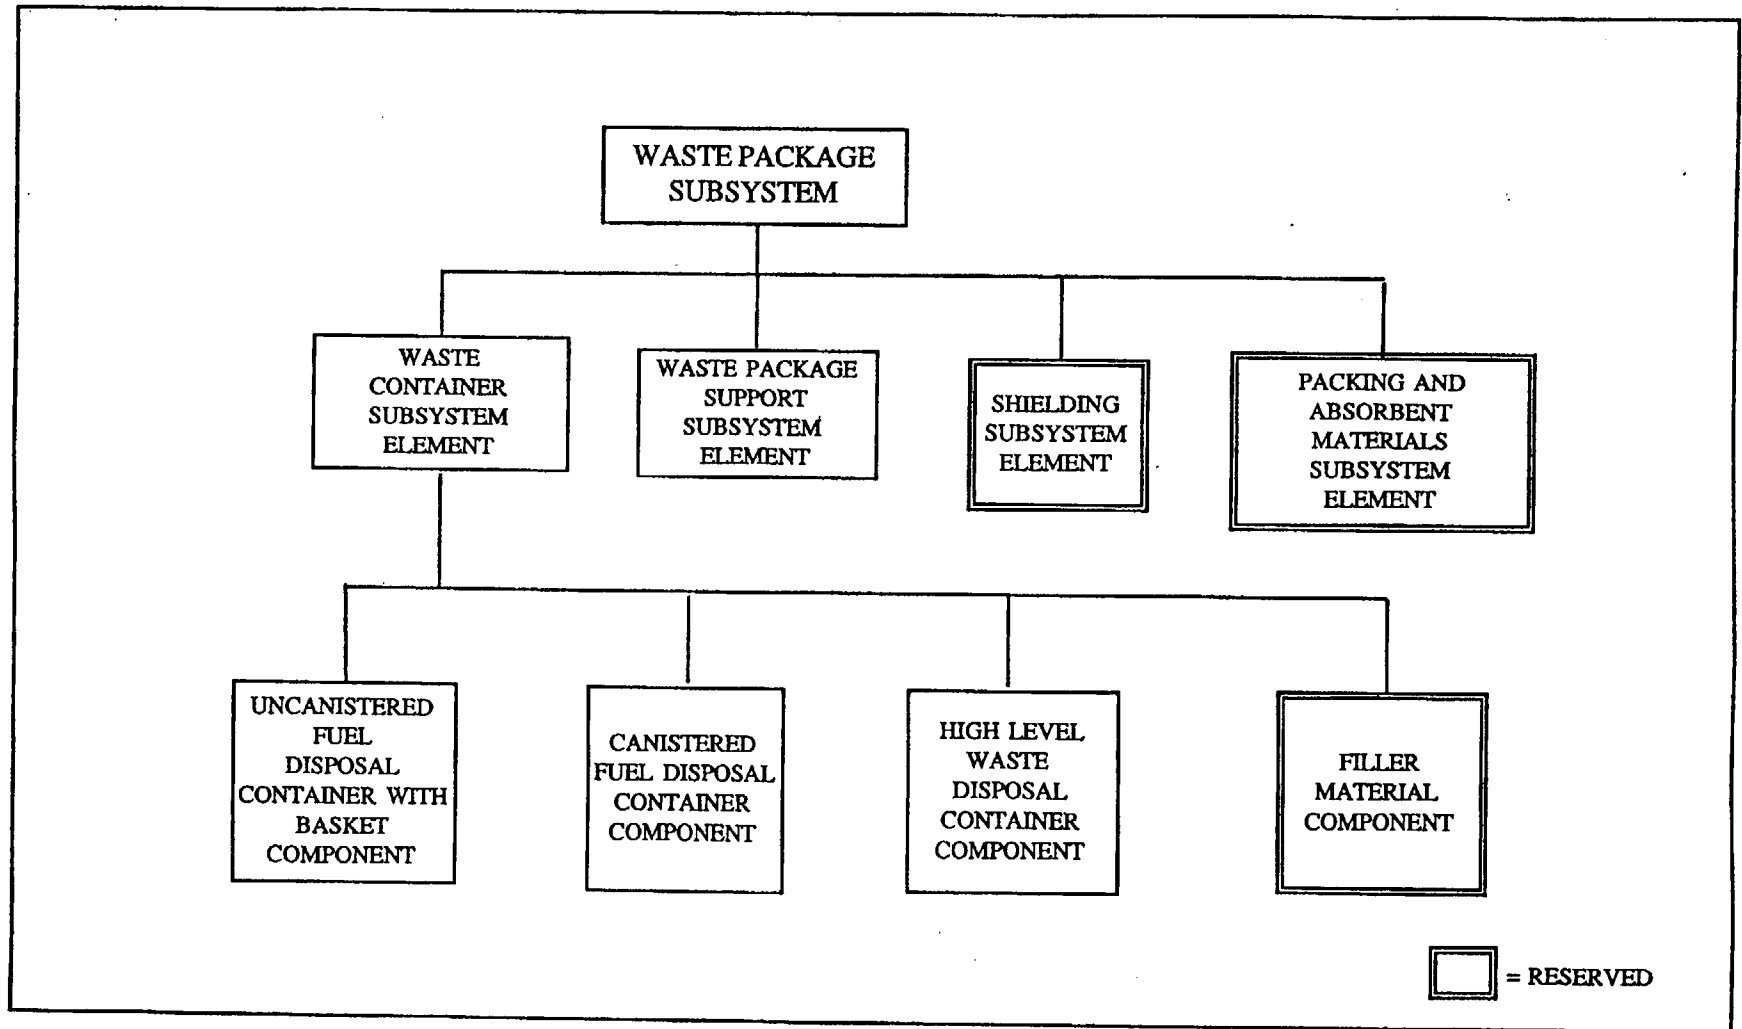 WASTE PACKAGE
SUBSYSTEM
WASTE
CONTAINER
SUBSYSTEM
ELEMENT
WASTE PACKAGE
SUPPORT
SUBSYSTEM
ELEMENT
SHIELDING
SUBSYSTEM
ELEMENT
PACKING AND
ABSORBENT
MATERIALS
SUBSYSTEM
ELEMENT
UNCANISTERED
FUEL
DISPOSAL
CONTAINER WITH
BASKET
COMPONENT
CANISTERED
FUEL DISPOSAL
CONTAINER
COMPONENT
HIGH LEVEL
WASTE
DISPOSAL
CONTAINER
COMPONENT
FILLER
MATERIAL
COMPONENT
= RESERVED